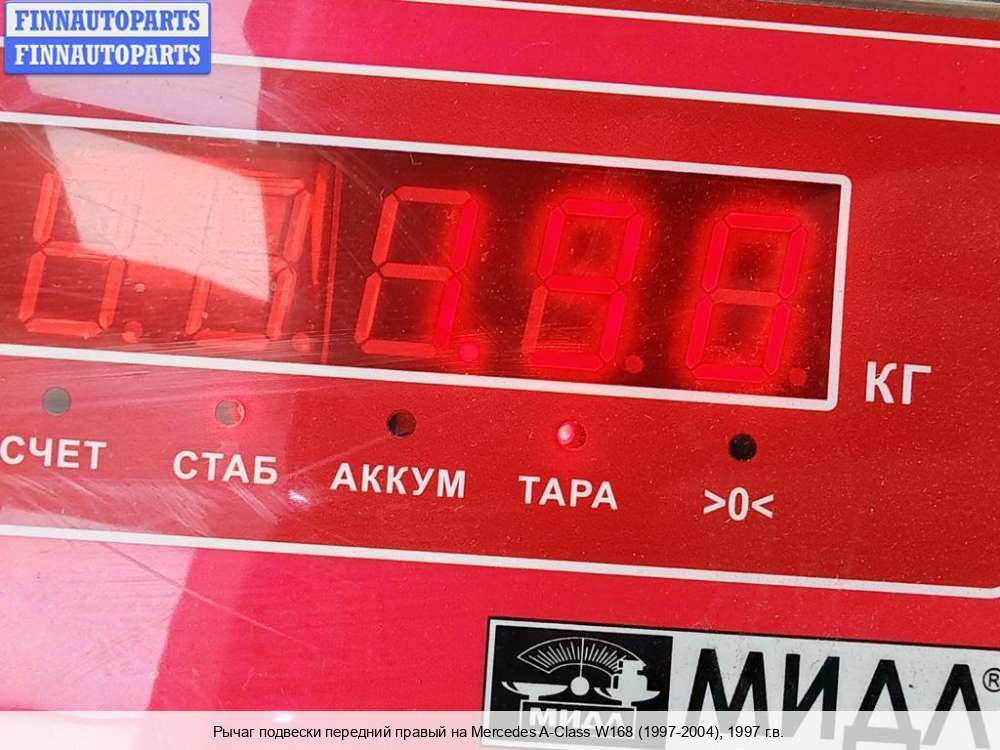 FINNAUTOPARTS
FINNAUTOPARTS
1.90
КГ
СЧЕТ СТАБ АККУМ ТАРА >0<
МИДЛ МИДЛ®
Рычаг подвески передний правый на Mercedes A-Class W168 (1997-2004), 1997 г.в.